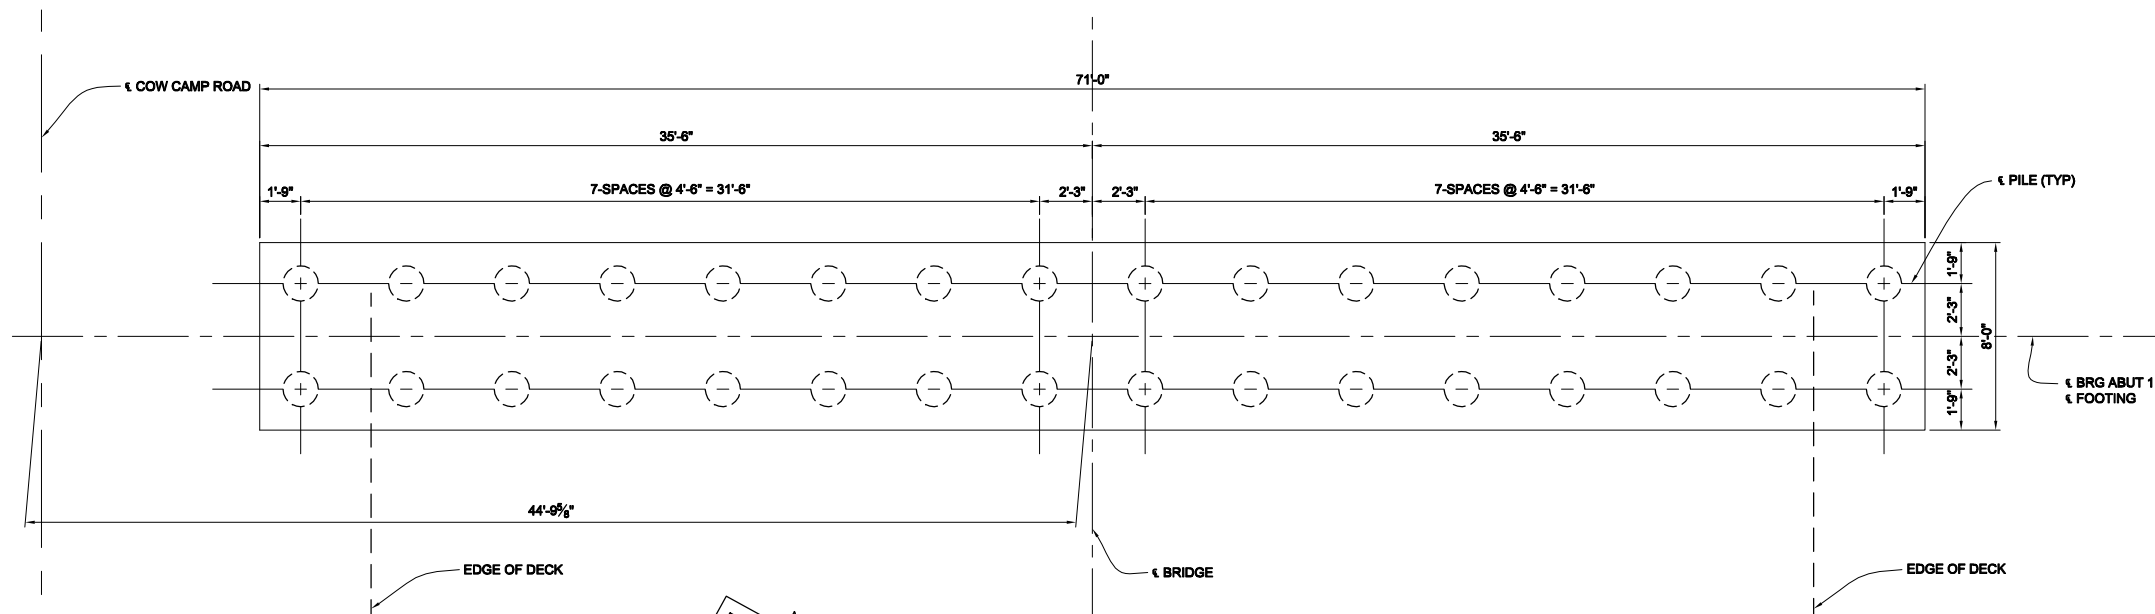 ℄ COW CAMP ROAD
71'-0"
35'-6"
35'-6"
1'-9"
7-SPACES @ 4'-6" = 31'-6"
2'-3"
2'-3"
7-SPACES @ 4'-6" = 31'-6"
1'-9"
℄ PILE (TYP)
1'-9"
2'-3"
8'-0"
2'-3"
1'-9"
℄ BRG ABUT 1
℄ FOOTING
44'-9⅝"
EDGE OF DECK
℄ BRIDGE
EDGE OF DECK